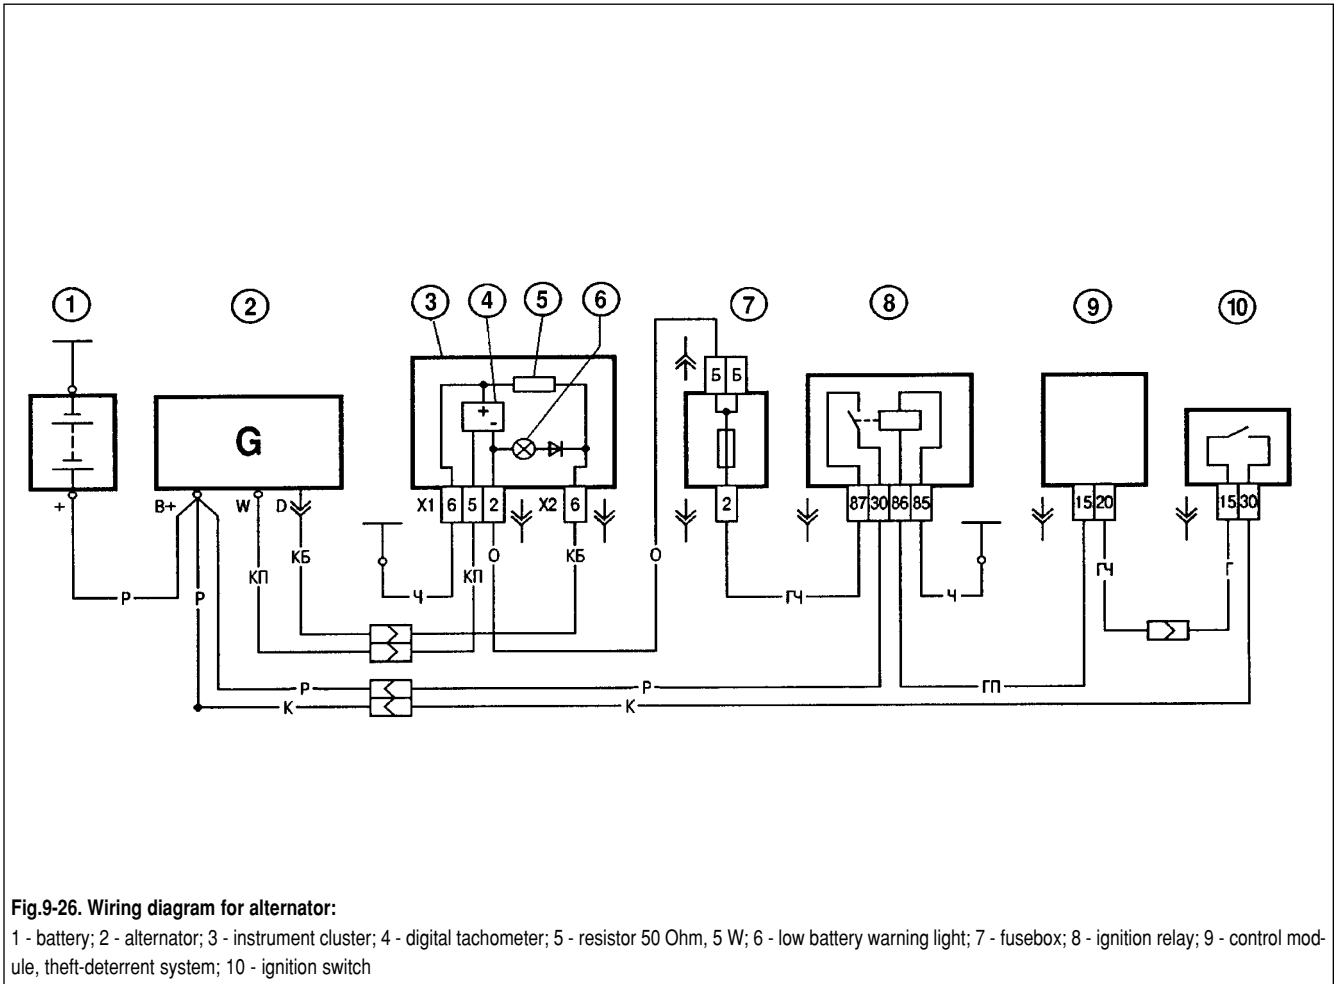 1 2 3 4 5 6 7 8 9 10
+ B+ W D G
+ -
X1 6 5 2 X2 6
Б Б
2
87 30 86 85
15 20
15 30
КБ О КБ О
КП Ч КП ГЧ Ч ГЧ Г
Р Р
Р Р ГП
К К
Fig.9-26. Wiring diagram for alternator:
1 - battery; 2 - alternator; 3 - instrument cluster; 4 - digital tachometer; 5 - resistor 50 Ohm, 5 W; 6 - low battery warning light; 7 - fusebox; 8 - ignition relay; 9 - control mod-
ule, theft-deterrent system; 10 - ignition switch